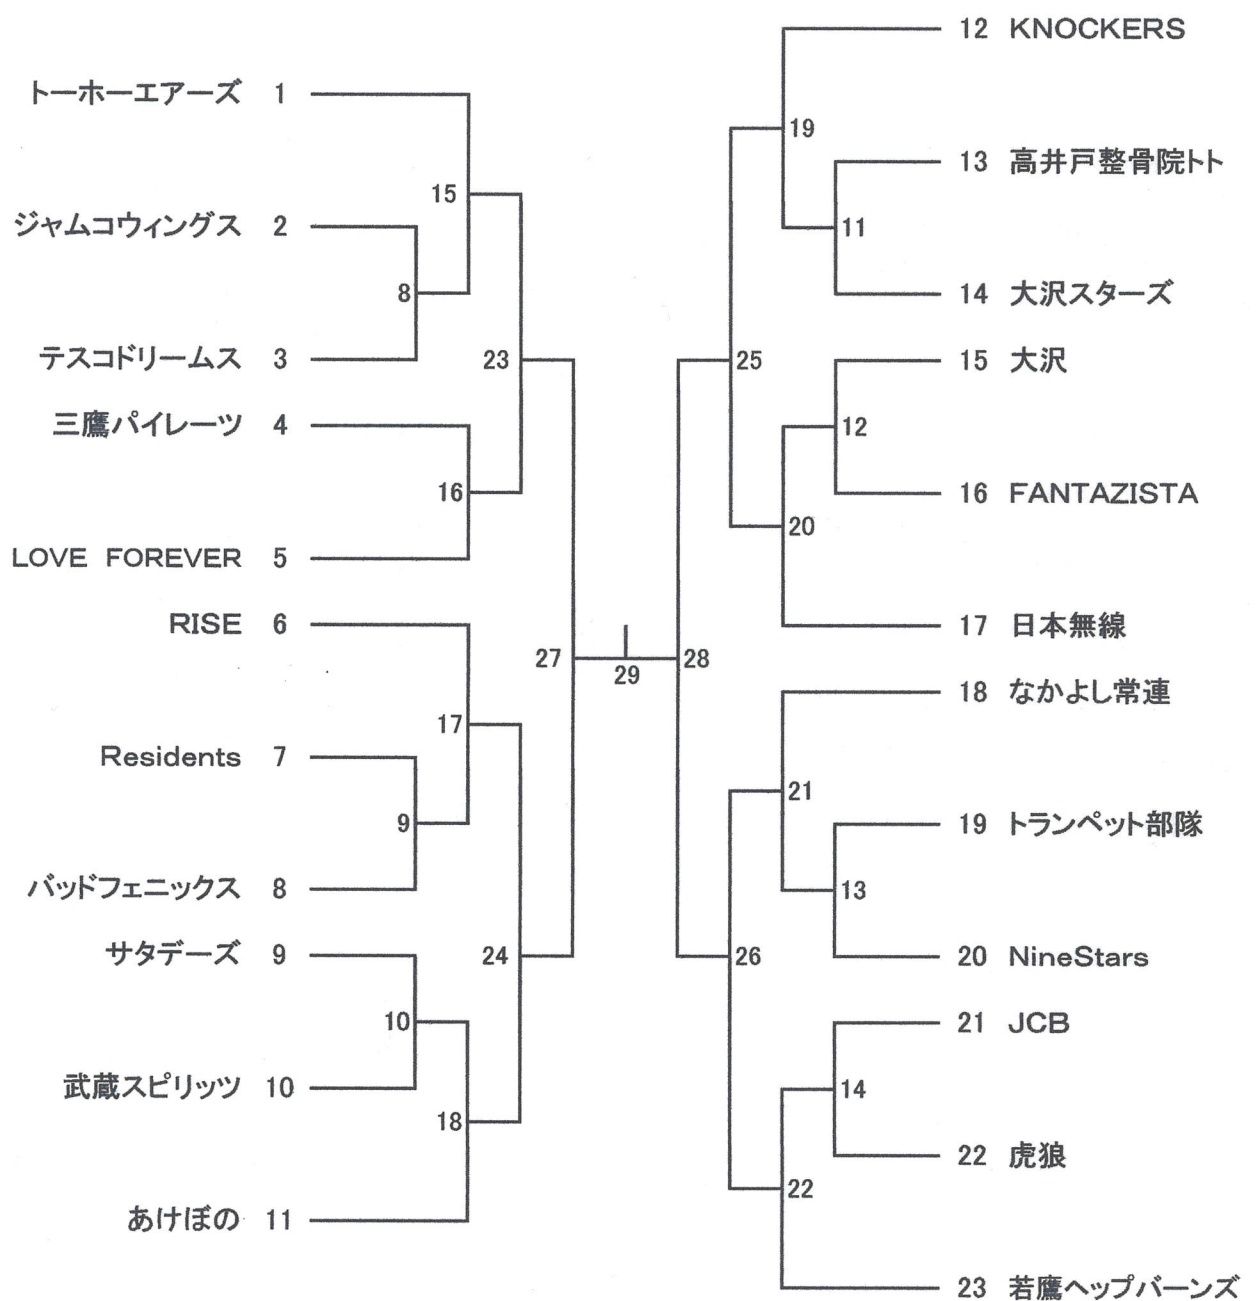 トーホーエアーズ 1
ジャムコウィングス 2
テスコドリームス 3
三鷹パイレーツ 4
LOVE FOREVER 5
RISE 6
Residents 7
バッドフェニックス 8
サタデーズ 9
武蔵スピリッツ 10
あけぼの 11
8
9
10
15
16
17
18
23
24
27
29
28
25
26
19
20
21
22
11
12
13
14
12 KNOCKERS
13 高井戸整骨院トト
14 大沢スターズ
15 大沢
16 FANTAZISTA
17 日本無線
18 なかよし常連
19 トランペット部隊
20 NineStars
21 JCB
22 虎狼
23 若鷹ヘップバーンズ